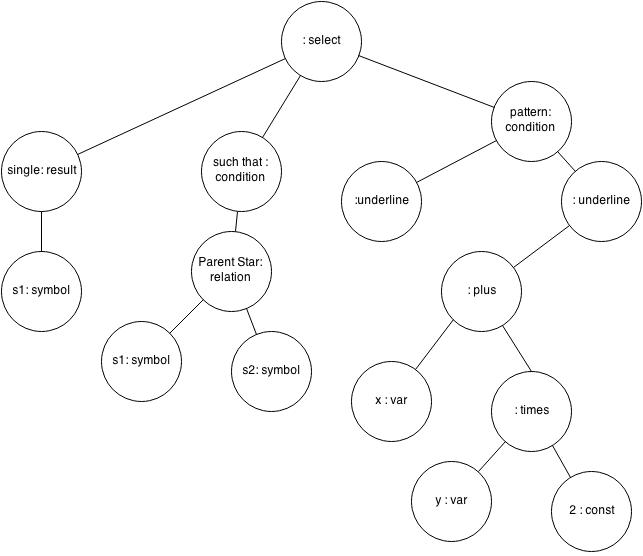 : select
pattern:
condition
single: result
such that :
condition
:underline
: underline
s1: symbol
Parent Star:
relation
: plus
s1: symbol
s2: symbol
x : var
: times
y : var
2 : const